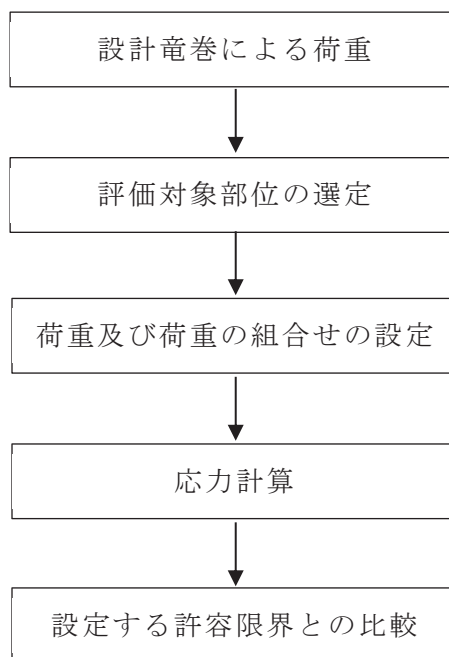 設計竜巻による荷重
評価対象部位の選定
荷重及び荷重の組合せの設定
応力計算
設定する許容限界との比較